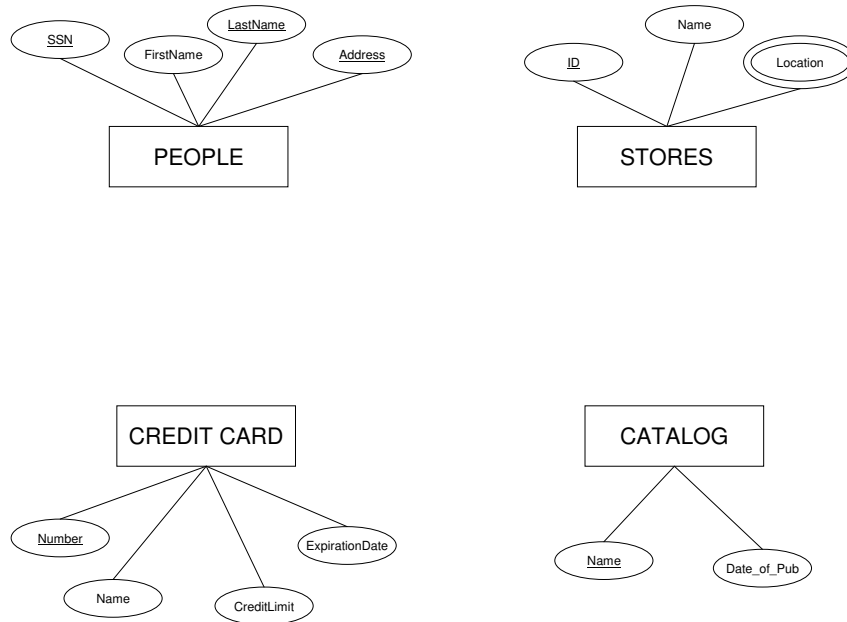 SSN
FirstName
LastName
Address
PEOPLE
ID
Name
Location
STORES
CREDIT CARD
Number
Name
CreditLimit
ExpirationDate
CATALOG
Name
Date_of_Pub